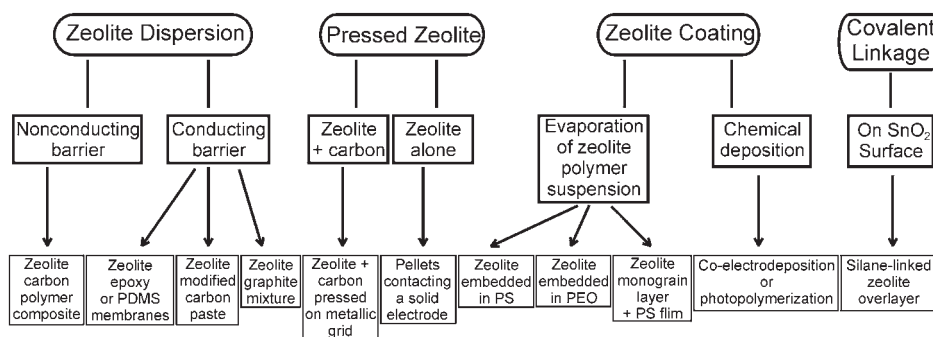 Zeolite Dispersion
Pressed Zeolite
Zeolite Coating
Covalent
Linkage
Nonconducting
barrier
Conducting
barrier
Zeolite
+ carbon
Zeolite
alone
Evaporation
of zeolite
polymer
suspension
Chemical
deposition
On SnO₂
Surface
Zeolite
carbon
polymer
composite
Zeolite
epoxy
or PDMS
membranes
Zeolite
modified
carbon
paste
Zeolite
graphite
mixture
Zeolite +
carbon
pressed
on metallic
grid
Pellets
contacting
a solid
electrode
Zeolite
embedded
in PS
Zeolite
embedded
in PEO
Zeolite
monograin
layer
+ PS flim
Co-electrodeposition
or
photopolymerization
Silane-linked
zeolite
overlayer